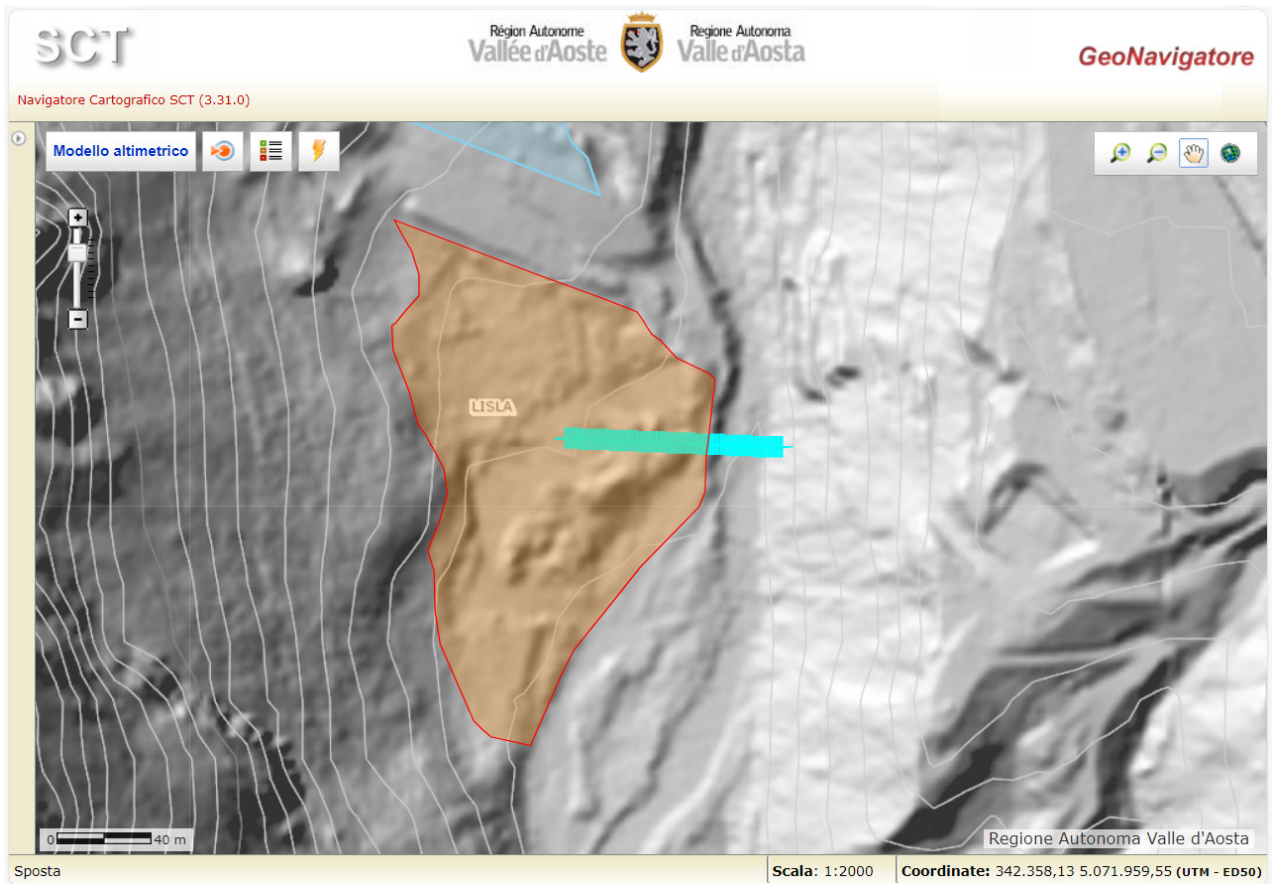 SCT
Région Autonome
Vallée d'Aoste
Regione Autonoma
Valle d'Aosta
GeoNavigatore
Navigatore Cartografico SCT (3.31.0)
Modello altimetrico
+
-
LISLA
0 40 m
Regione Autonoma Valle d'Aosta
Sposta
Scala: 1:2000
Coordinate: 342.358,13 5.071.959,55 (UTM - ED50)